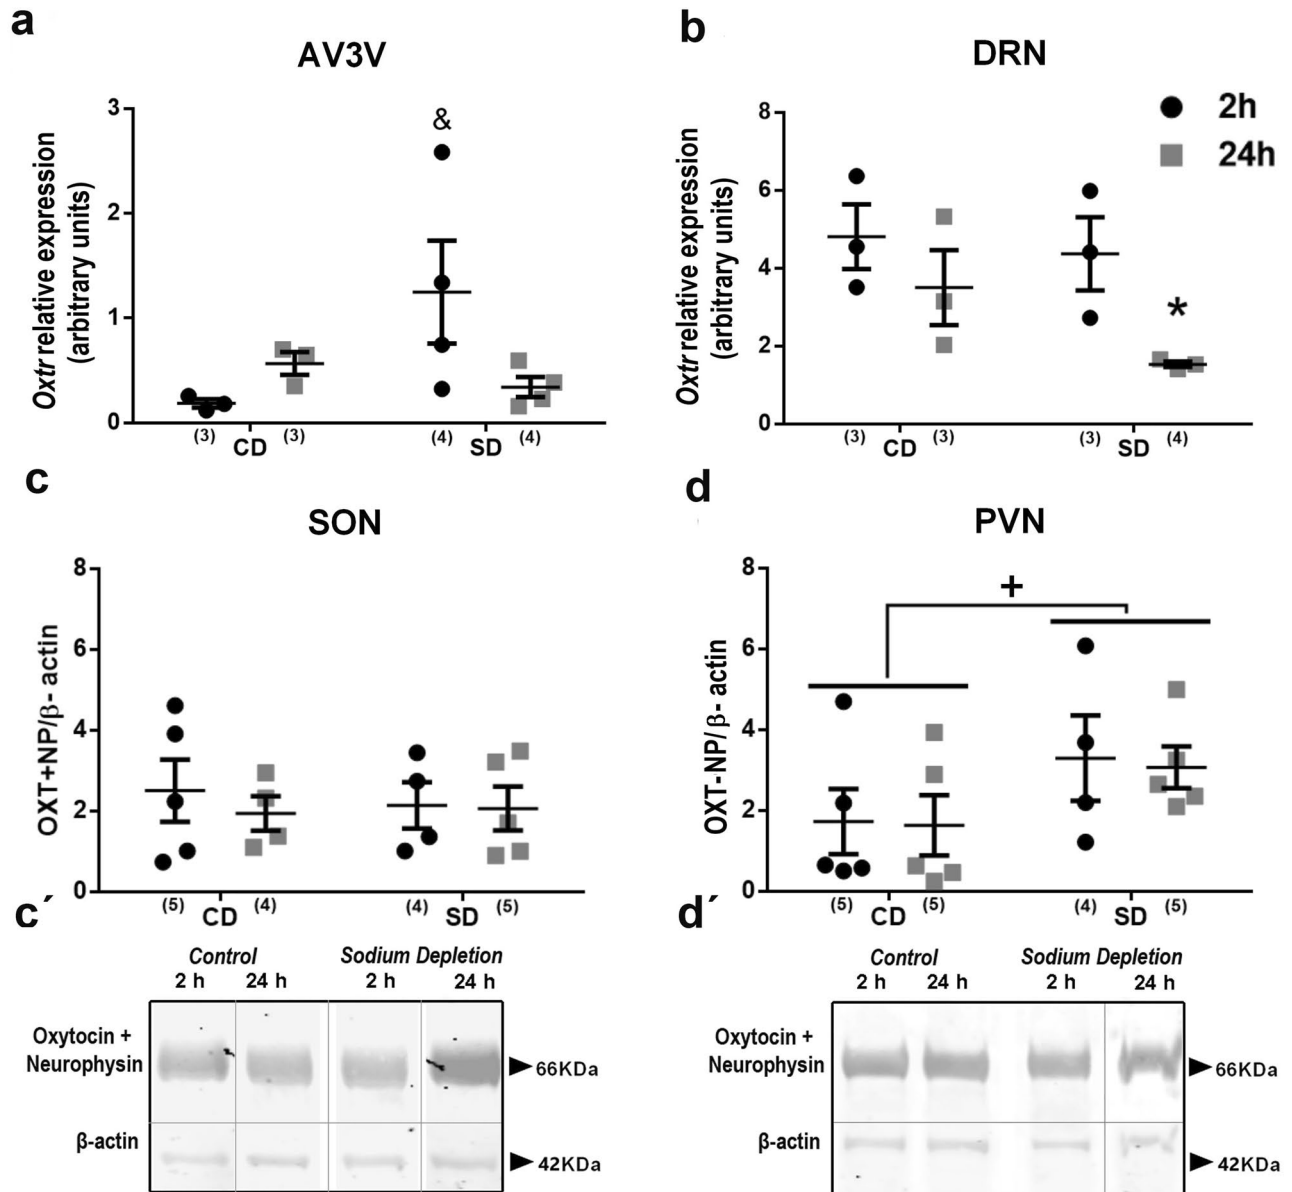 a
AV3V
Oxtr relative expression
(arbitrary units)
3
2
1
0
&
(3) (3) (4) (4)
CD SD
b
DRN
2h
24h
Oxtr relative expression
(arbitrary units)
8
6
4
2
0
*
(3) (3) (3) (4)
CD SD
c
SON
OXT+NP/β- actin
8
6
4
2
0
(5) (4) (4) (5)
CD SD
d
PVN
OXT-NP/β- actin
8
6
4
2
0
+
(5) (5) (4) (5)
CD SD
c´
Control Sodium Depletion
2 h 24 h 2 h 24 h
Oxytocin +
Neurophysin
66KDa
β-actin
42KDa
d´
Control Sodium Depletion
2 h 24 h 2 h 24 h
Oxytocin +
Neurophysin
66KDa
β-actin
42KDa